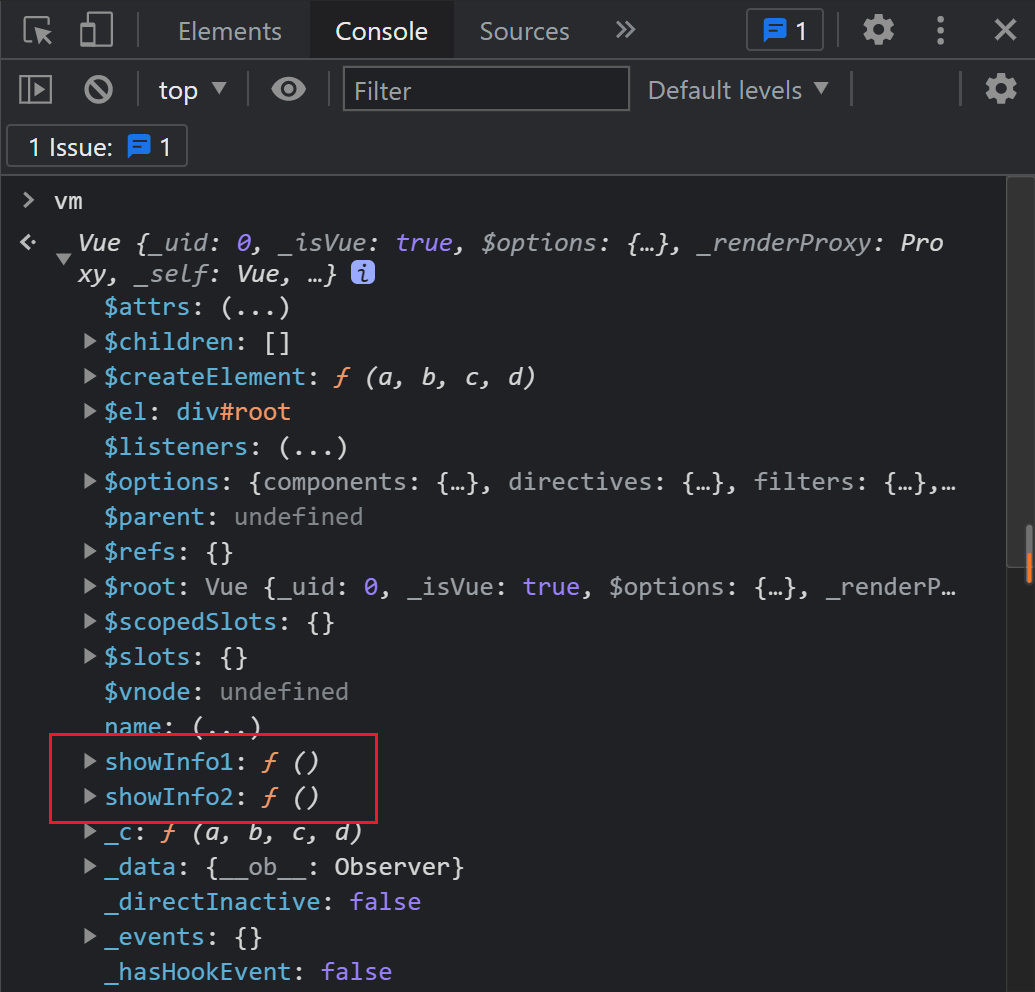 Elements Console Sources » 1
top ▼ Filter Default levels ▼
1 Issue: 1
> vm
Vue {_uid: 0, _isVue: true, $options: {…}, _renderProxy: Pro
xy, _self: Vue, …} i
$attrs: (...)
▶ $children: []
▶ $createElement: ƒ (a, b, c, d)
▶ $el: div#root
$listeners: (...)
▶ $options: {components: {…}, directives: {…}, filters: {…},…
$parent: undefined
▶ $refs: {}
▶ $root: Vue {_uid: 0, _isVue: true, $options: {…}, _renderP…
▶ $scopedSlots: {}
▶ $slots: {}
$vnode: undefined
name: (...)
▶ showInfo1: ƒ ()
▶ showInfo2: ƒ ()
▶ _c: ƒ (a, b, c, d)
▶ _data: {__ob__: Observer}
_directInactive: false
▶ _events: {}
_hasHookEvent: false